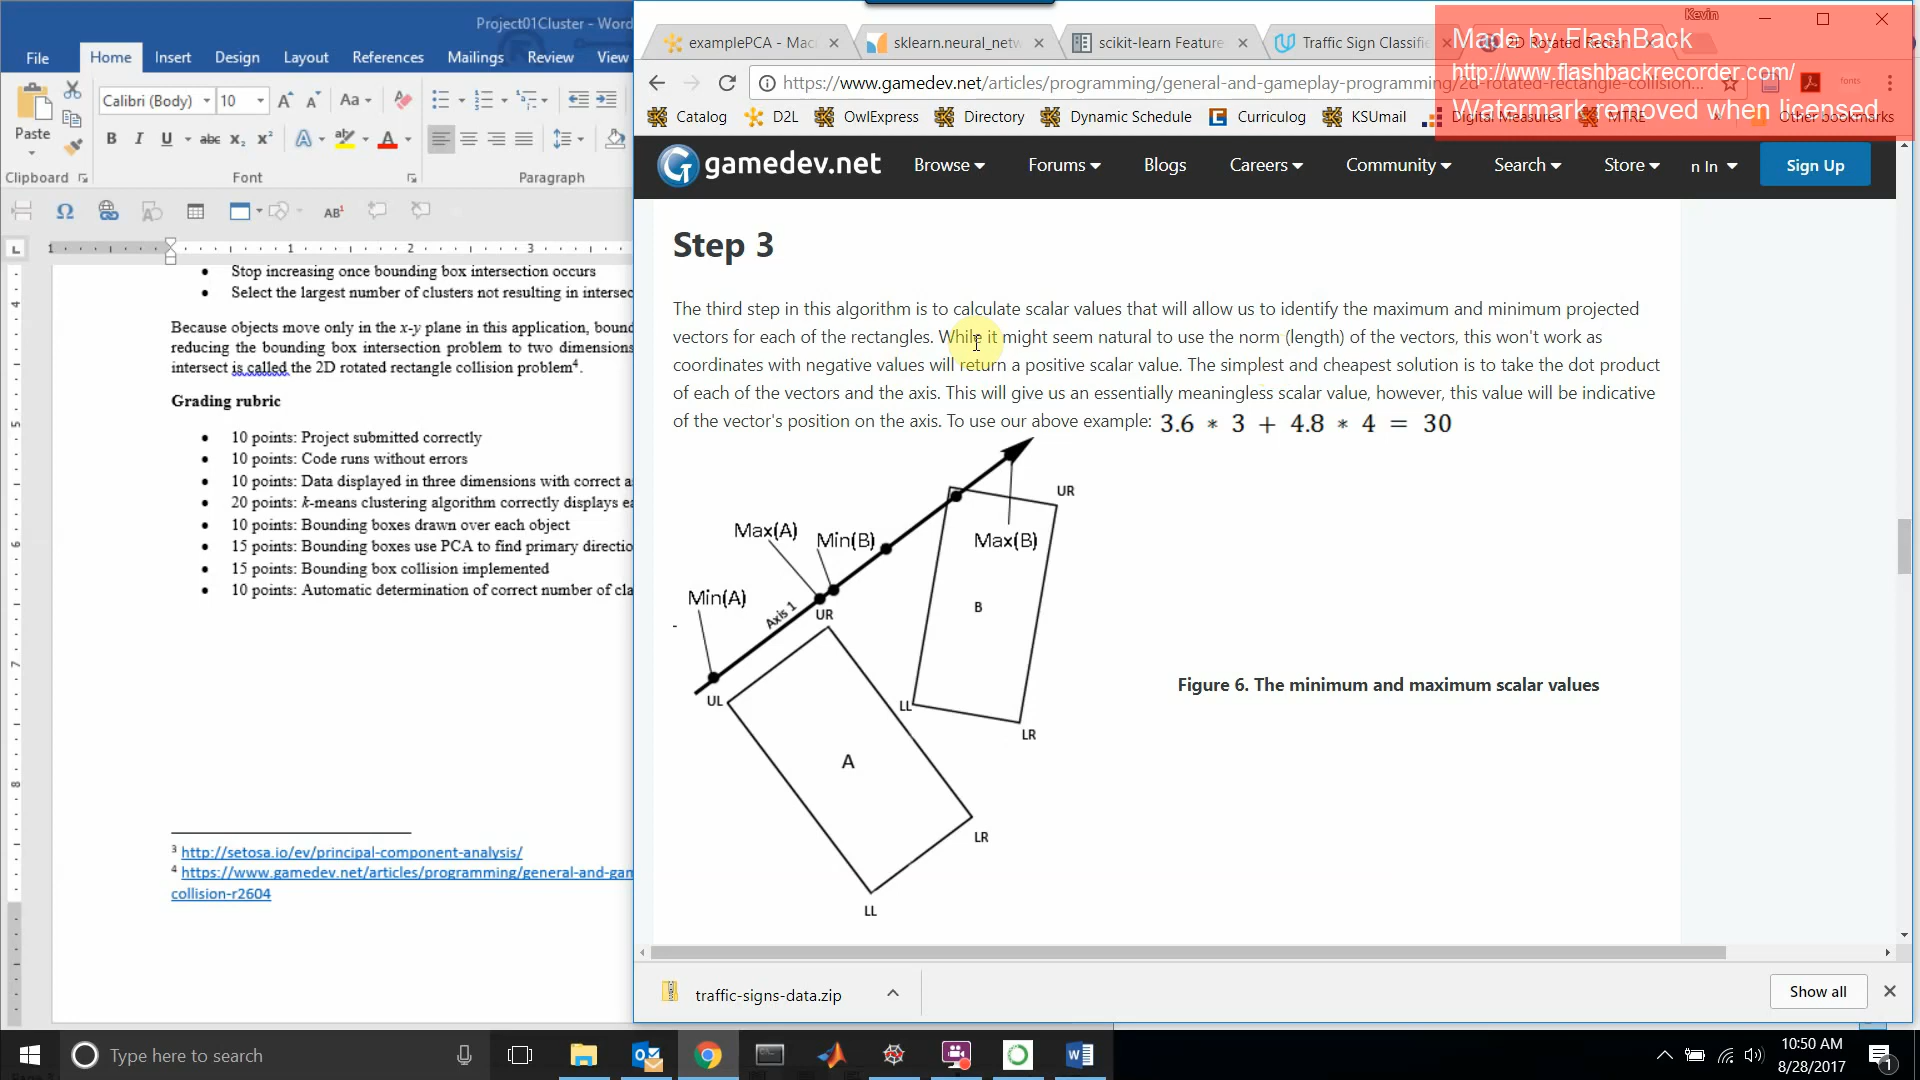 Project01Cluster - Word
File Home Insert Design Layout References Mailings Review View
Calibri (Body) 10
Paste
Clipboard Font Paragraph
Stop increasing once bounding box intersection occurs
Select the largest number of clusters not resulting in intersec
Because objects move only in the x-y plane in this application, bound
reducing the bounding box intersection problem to two dimensions
intersect is called the 2D rotated rectangle collision problem4.
Grading rubric
10 points: Project submitted correctly
10 points: Code runs without errors
10 points: Data displayed in three dimensions with correct a
20 points: k-means clustering algorithm correctly displays ea
10 points: Bounding boxes drawn over each object
15 points: Bounding boxes use PCA to find primary directio
15 points: Bounding box collision implemented
10 points: Automatic determination of correct number of cla
3 http://setosa.io/ev/principal-component-analysis/
4 https://www.gamedev.net/articles/programming/general-and-gam
collision-r2604
Kevin
examplePCA - Mac
sklearn.neural_netw
scikit-learn Feature
Traffic Sign Classifi
2D Rotated Rect
Made by FlashBack
http://www.flashbackrecorder.com/
Watermark removed when licensed
https://www.gamedev.net/articles/programming/general-and-gameplay-programming/2d-rotated-rectangle-collision...
Catalog D2L OwlExpress Directory Dynamic Schedule Curriculog KSUmail Digital Measures MTRE Other bookmarks
gamedev.net Browse Forums Blogs Careers Community Search Store n In Sign Up
Step 3
The third step in this algorithm is to calculate scalar values that will allow us to identify the maximum and minimum projected
vectors for each of the rectangles. While it might seem natural to use the norm (length) of the vectors, this won't work as
coordinates with negative values will return a positive scalar value. The simplest and cheapest solution is to take the dot product
of each of the vectors and the axis. This will give us an essentially meaningless scalar value, however, this value will be indicative
of the vector's position on the axis. To use our above example: 3.6 * 3 + 4.8 * 4 = 30
UR
Max(A)
Min(B)
Max(B)
Min(A)
Axis 1
UR
B
UL
LL
LR
A
LR
LL
Figure 6. The minimum and maximum scalar values
traffic-signs-data.zip
Show all
Type here to search
10:50 AM
8/28/2017
1